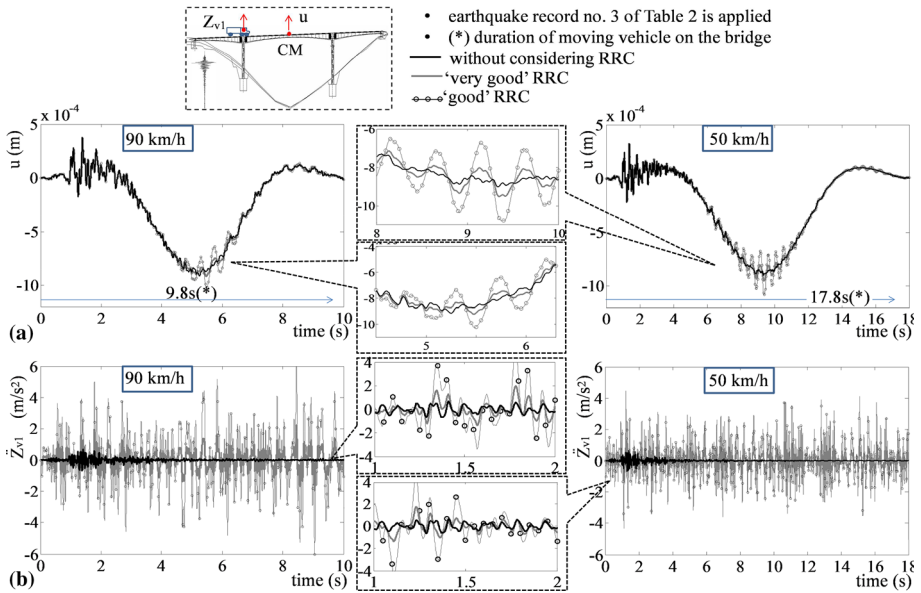 Z_v1
u
CM
• earthquake record no. 3 of Table 2 is applied
• (*) duration of moving vehicle on the bridge
without considering RRC
'very good' RRC
'good' RRC
× 10⁻⁴
5
0
-5
-10
u (m)
90 km/h
9.8s(*)
0 2 4 6 8 10
time (s)
(a)
-6
-8
-10
8 9 10
-4
-6
-8
-10
5 6
× 10⁻⁴
5
0
-5
-10
u (m)
50 km/h
17.8s(*)
0 2 4 6 8 10 12 14 16 18
time (s)
6
4
2
0
-2
-4
-6
Z̈_v1 (m/s²)
90 km/h
0 2 4 6 8 10
time (s)
(b)
4
2
0
-2
-4
1 1.5 2
4
2
0
-2
-4
1 1.5 2
6
4
2
0
-2
-4
-6
Z̈_v1 (m/s²)
50 km/h
0 2 4 6 8 10 12 14 16 18
time (s)